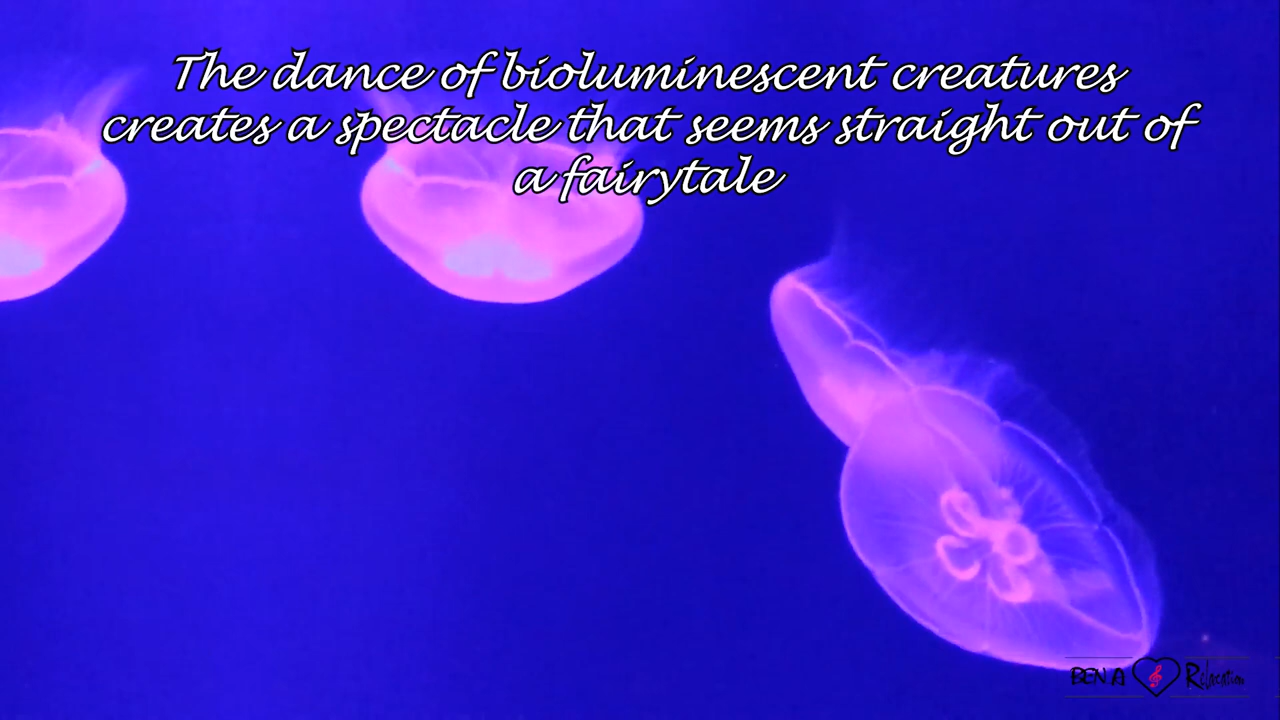 The dance of bioluminescent creatures
creates a spectacle that seems straight out of
a fairytale
BEN A Relaxation